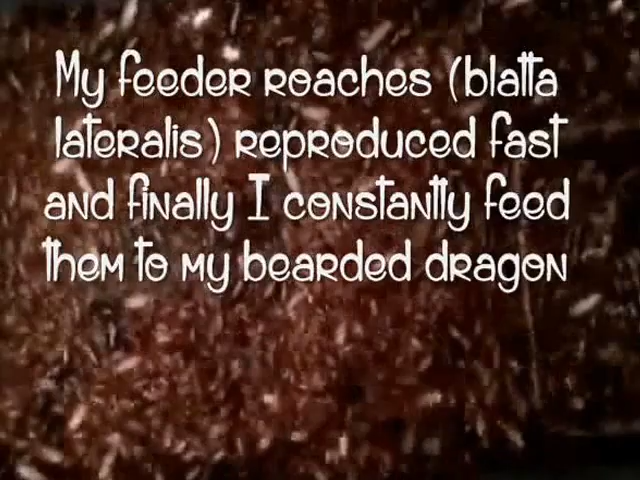 My feeder roaches (blatta
lateralis) reproduced fast
and finally I constantly feed
them to my bearded dragon